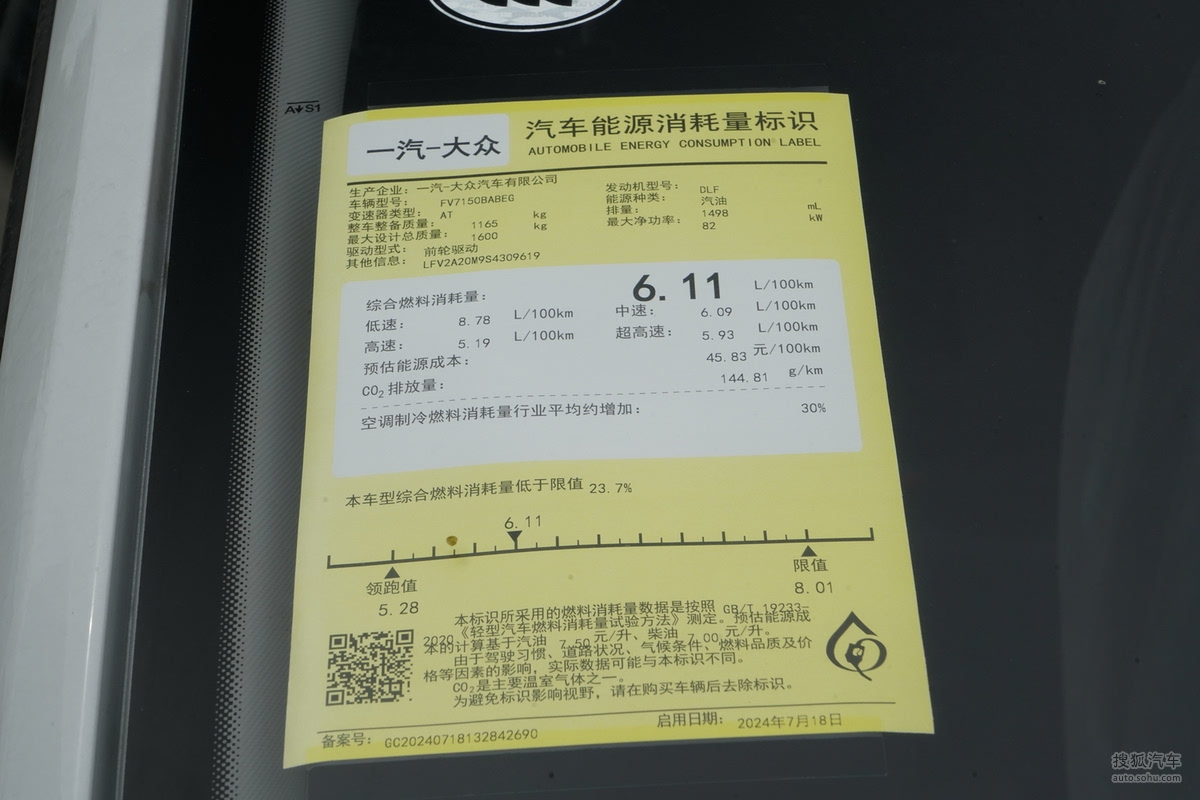 A↓S1
一汽-大众
汽车能源消耗量标识
AUTOMOBILE ENERGY CONSUMPTION LABEL
生产企业：一汽-大众汽车有限公司
车辆型号： FV7150BABEG
变速器类型： AT
整车整备质量： 1165 kg
最大设计总质量： 1600 kg
驱动型式： 前轮驱动
其他信息： LFV2A20M9S4309619
发动机型号： DLF
能源种类： 汽油
排量： 1498 mL
最大净功率： 82 kW
综合燃料消耗量： 6.11 L/100km
低速： 8.78 L/100km 中速： 6.09 L/100km
高速： 5.19 L/100km 超高速： 5.93 L/100km
预估能源成本： 45.83 元/100km
CO2排放量： 144.81 g/km
空调制冷燃料消耗量行业平均约增加： 30%
本车型综合燃料消耗量低于限值 23.7%
6.11
领跑值 限值
5.28 8.01
本标识所采用的燃料消耗量数据是按照 GB/T 19233-
2020《轻型汽车燃料消耗量试验方法》测定。预估能源成
本的计算基于汽油 7.50 元/升、柴油 7.00 元/升。
由于驾驶习惯、道路状况、气候条件、燃料品质及价
格等因素的影响，实际数据可能与本标识不同。
CO2是主要温室气体之一。
为避免标识影响视野，请在购买车辆后去除标识。
启用日期： 2024年7月18日
备案号： GC20240718132842690
搜狐汽车
auto.sohu.com